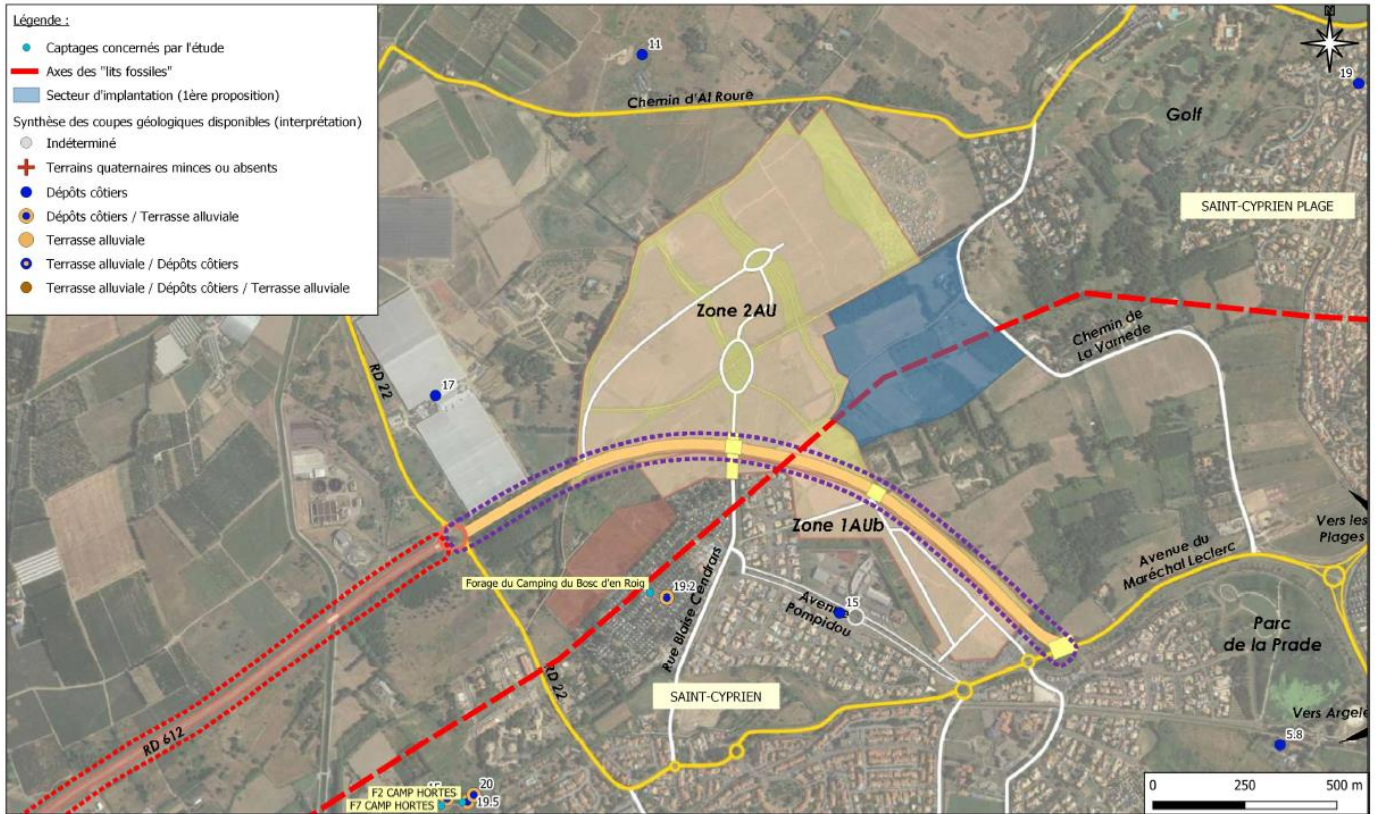 Légende :
Captages concernés par l'étude
Axes des "lits fossiles"
Secteur d'implantation (1ère proposition)
Synthèse des coupes géologiques disponibles (interprétation)
Indéterminé
Terrains quaternaires minces ou absents
Dépôts côtiers
Dépôts côtiers / Terrasse alluviale
Terrasse alluviale
Terrasse alluviale / Dépôts côtiers
Terrasse alluviale / Dépôts côtiers / Terrasse alluviale
11
Chemin d'Al Roure
N
19
Golf
SAINT-CYPRIEN PLAGE
Zone 2AU
Chemin de
La Varnède
RD 22
17
Zone 1AUb
Vers les
Plages
Avenue du
Maréchal Leclerc
Forage du Camping du Bosc d'en Roig
19.2
Rue Blaise Cendrars
15
Avenue
Pompidou
Parc
de la Prade
RD 22
SAINT-CYPRIEN
RD 612
Vers Argele
5.8
F2 CAMP HORTES
20
F7 CAMP HORTES
19.5
0 250 500 m